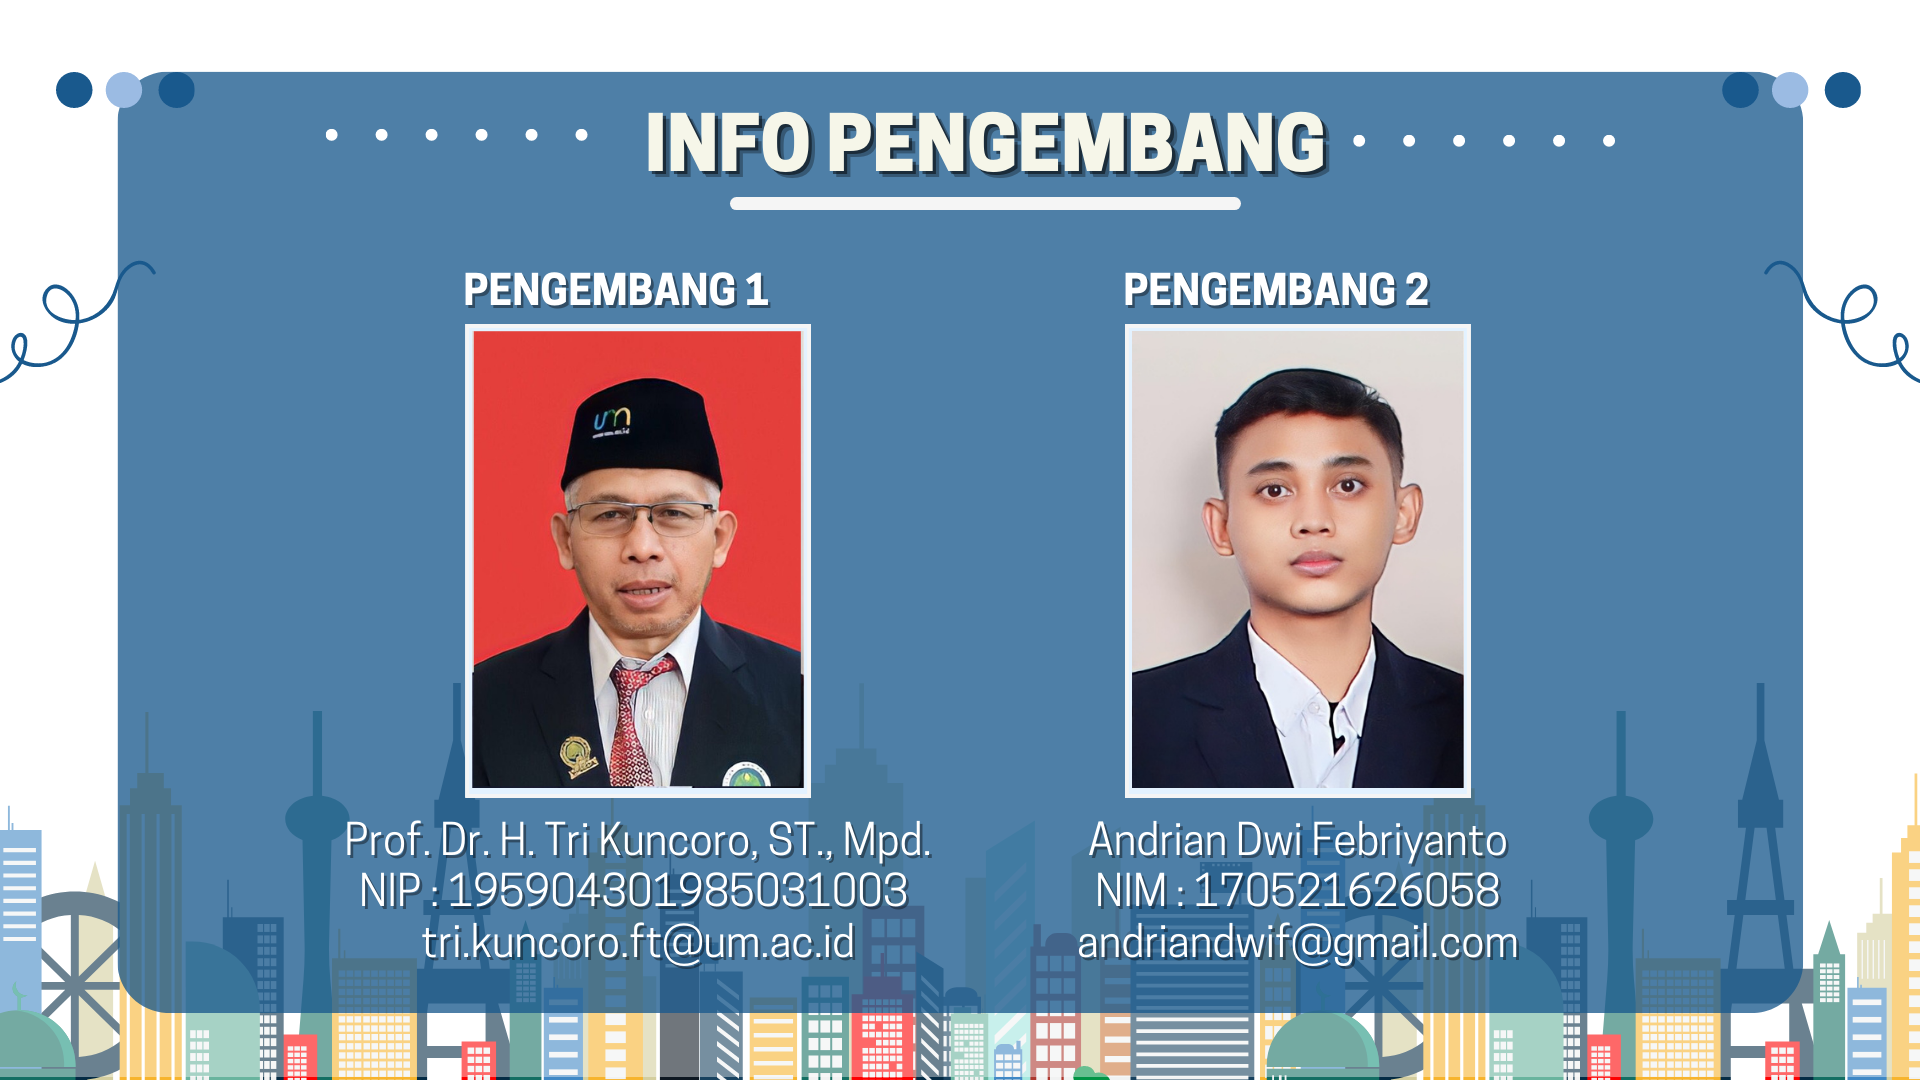 INFO PENGEMBANG
PENGEMBANG 1
um
Prof. Dr. H. Tri Kuncoro, ST., Mpd.
NIP : 195904301985031003
tri.kuncoro.ft@um.ac.id
PENGEMBANG 2
Andrian Dwi Febriyanto
NIM : 170521626058
andriandwif@gmail.com